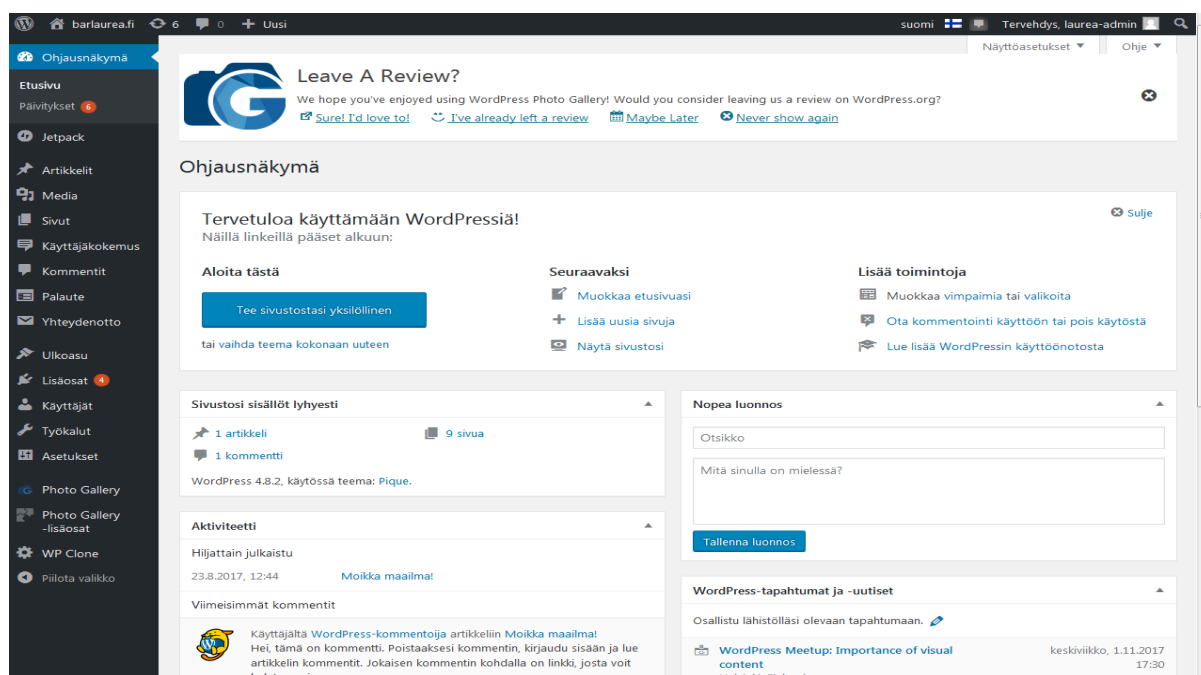 barlaurea.fi 6 0 + Uusi suomi Tervehdys, laurea-admin
Näyttöasetukset ▼ Ohje ▼
Ohjausnäkymä
Etusivu
Päivitykset 6
Jetpack
Artikkelit
Media
Sivut
Käyttäjäkokemus
Kommentit
Palaute
Yhteydenotto
Ulkoasu
Lisäosat 4
Käyttäjät
Työkalut
Asetukset
Photo Gallery
Photo Gallery
-lisäosat
WP Clone
Piilota valikko
Leave A Review?
We hope you've enjoyed using WordPress Photo Gallery! Would you consider leaving us a review on WordPress.org?
Sure! I'd love to! I've already left a review Maybe Later Never show again
Ohjausnäkymä
Tervetuloa käyttämään WordPressiä!
Sulje
Näillä linkeillä pääset alkuun:
Aloita tästä
Tee sivustostasi yksilöllinen
tai vaihda teema kokonaan uuteen
Seuraavaksi
Muokkaa etusivuasi
Lisää uusia sivuja
Näytä sivustosi
Lisää toimintoja
Muokkaa vimpaimia tai valikoita
Ota kommentointi käyttöön tai pois käytöstä
Lue lisää WordPressin käyttöönotosta
Sivustosi sisällöt lyhyesti
1 artikkeli 9 sivua
1 kommentti
WordPress 4.8.2, käytössä teema: Pique.
Aktiviteetti
Hiljattain julkaistu
23.8.2017, 12:44 Moikka maailma!
Viimeisimmät kommentit
Käyttäjältä WordPress-kommentoija artikkeliin Moikka maailma!
Hei, tämä on kommentti. Poistaaksesi kommentin, kirjaudu sisään ja lue
artikkelin kommentit. Jokaisen kommentin kohdalla on linkki, josta voit
Nopea luonnos
Otsikko
Mitä sinulla on mielessä?
Tallenna luonnos
WordPress-tapahtumat ja -uutiset
Osallistu lähistölläsi olevaan tapahtumaan.
WordPress Meetup: Importance of visual keskiviikko, 1.11.2017
content 17:30